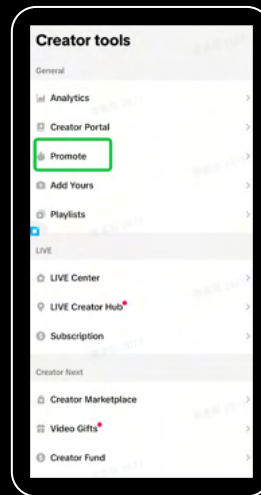 Creator tools
General
Analytics
Creator Portal
Promote
Add Yours
Playlists
LIVE
LIVE Center
LIVE Creator Hub
Subscription
Creator Next
Creator Marketplace
Video Gifts
Creator Fund